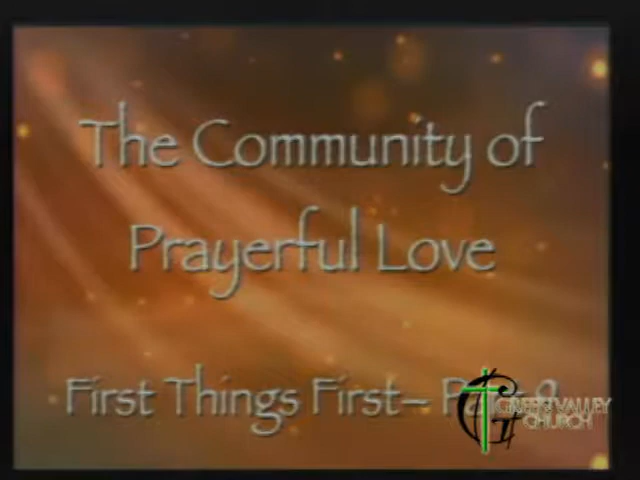 The Community of
Prayerful Love
First Things First–
GREEN VALLEY
CHURCH